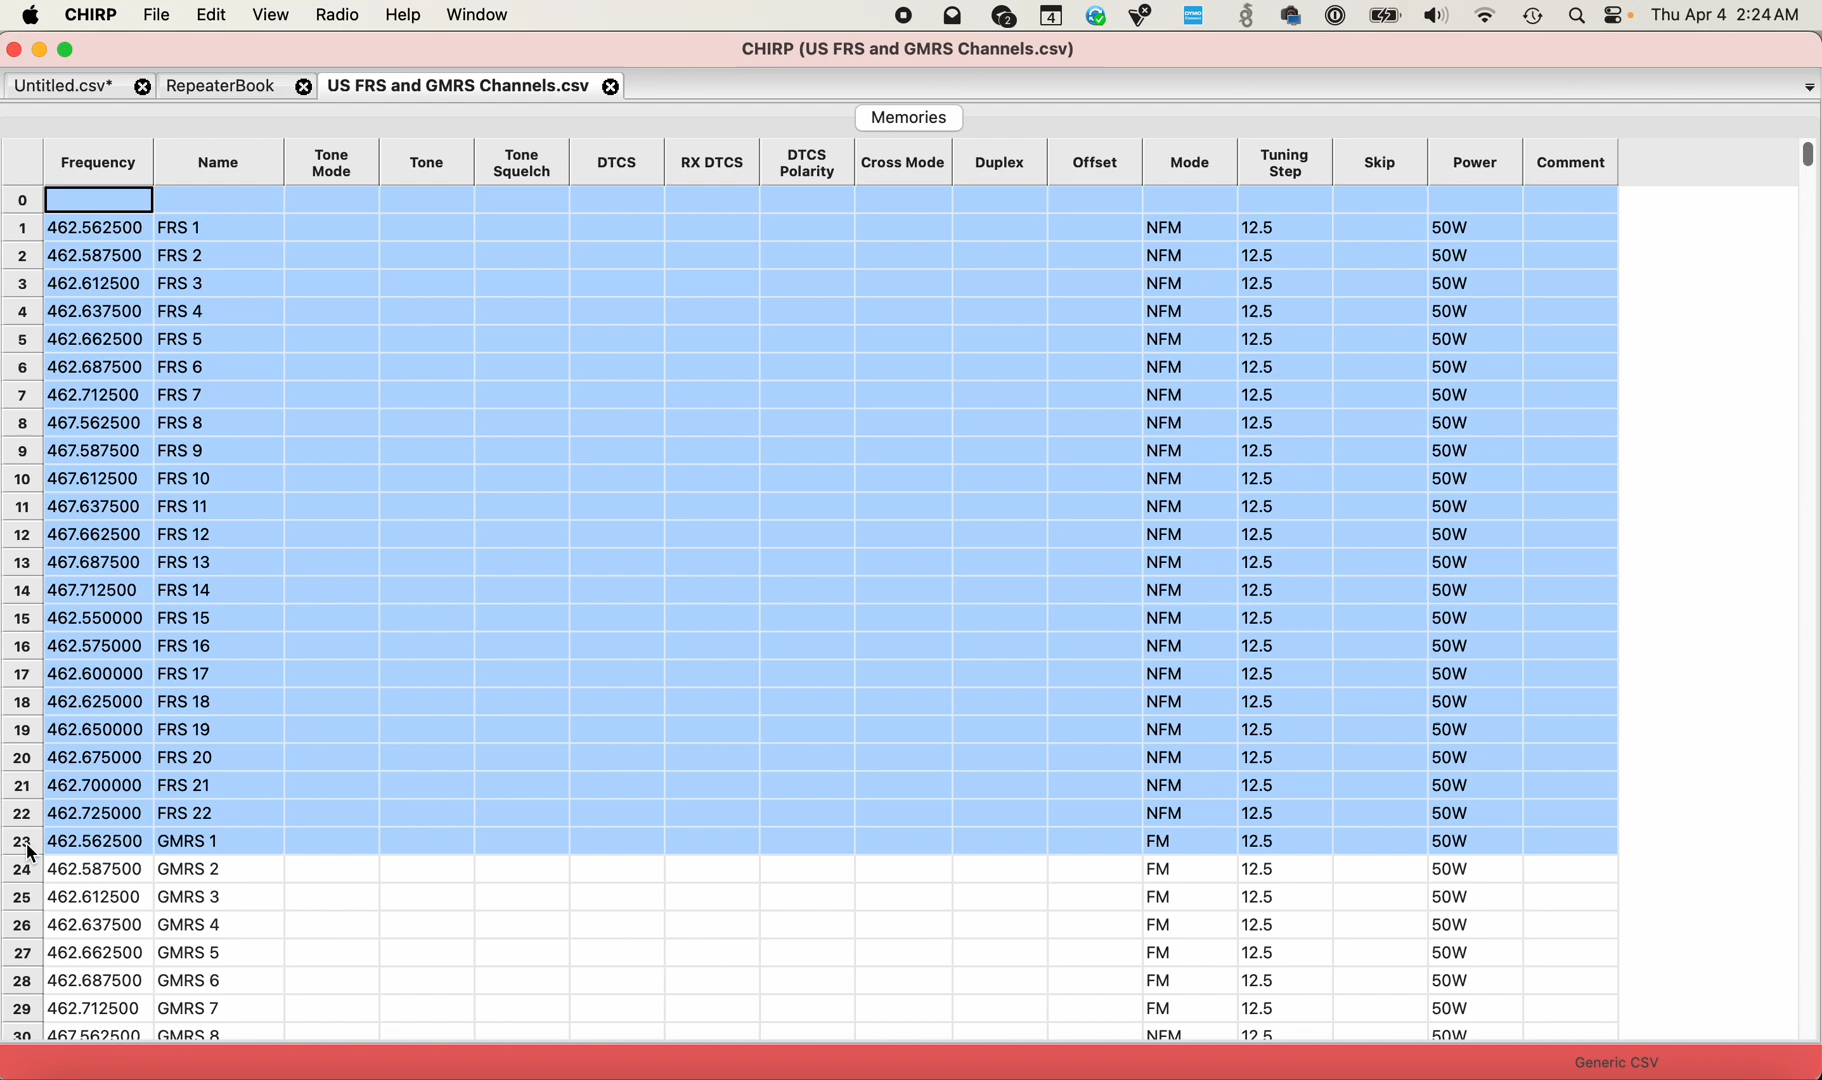 CHIRP File Edit View Radio Help Window 2 4 DYMO Connect Thu Apr 4 2:24 AM
CHIRP (US FRS and GMRS Channels.csv)
Untitled.csv* RepeaterBook US FRS and GMRS Channels.csv
Memories
Frequency Name Tone Mode Tone Tone Squelch DTCS RX DTCS DTCS Polarity Cross Mode Duplex Offset Mode Tuning Step Skip Power Comment
0
1 462.562500 FRS 1 NFM 12.5 50W
2 462.587500 FRS 2 NFM 12.5 50W
3 462.612500 FRS 3 NFM 12.5 50W
4 462.637500 FRS 4 NFM 12.5 50W
5 462.662500 FRS 5 NFM 12.5 50W
6 462.687500 FRS 6 NFM 12.5 50W
7 462.712500 FRS 7 NFM 12.5 50W
8 467.562500 FRS 8 NFM 12.5 50W
9 467.587500 FRS 9 NFM 12.5 50W
10 467.612500 FRS 10 NFM 12.5 50W
11 467.637500 FRS 11 NFM 12.5 50W
12 467.662500 FRS 12 NFM 12.5 50W
13 467.687500 FRS 13 NFM 12.5 50W
14 467.712500 FRS 14 NFM 12.5 50W
15 462.550000 FRS 15 NFM 12.5 50W
16 462.575000 FRS 16 NFM 12.5 50W
17 462.600000 FRS 17 NFM 12.5 50W
18 462.625000 FRS 18 NFM 12.5 50W
19 462.650000 FRS 19 NFM 12.5 50W
20 462.675000 FRS 20 NFM 12.5 50W
21 462.700000 FRS 21 NFM 12.5 50W
22 462.725000 FRS 22 NFM 12.5 50W
23 462.562500 GMRS 1 FM 12.5 50W
24 462.587500 GMRS 2 FM 12.5 50W
25 462.612500 GMRS 3 FM 12.5 50W
26 462.637500 GMRS 4 FM 12.5 50W
27 462.662500 GMRS 5 FM 12.5 50W
28 462.687500 GMRS 6 FM 12.5 50W
29 462.712500 GMRS 7 FM 12.5 50W
30 467.562500 GMRS 8 NFM 12.5 50W
Generic CSV